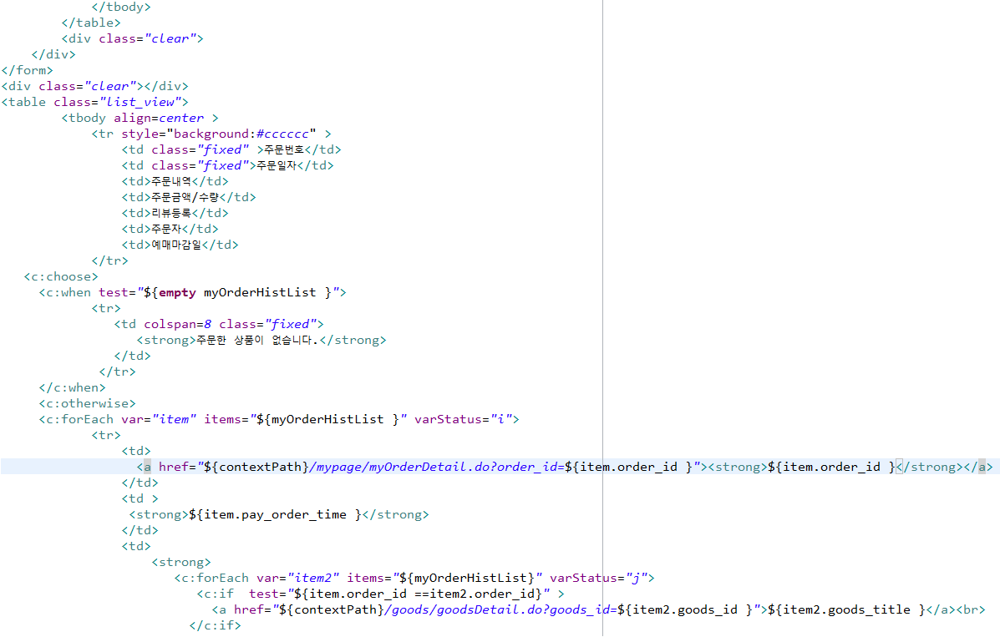 </tbody>
</table>
<div class="clear">
</div>
</form>
<div class="clear"></div>
<table class="list_view">
<tbody align=center >
<tr style="background:#cccccc" >
<td class="fixed" >주문번호</td>
<td class="fixed">주문일자</td>
<td>주문내역</td>
<td>주문금액/수량</td>
<td>리뷰등록</td>
<td>주문자</td>
<td>예매마감일</td>
</tr>
<c:choose>
<c:when test="${empty myOrderHistList }">
<tr>
<td colspan=8 class="fixed">
<strong>주문한 상품이 없습니다.</strong>
</td>
</tr>
</c:when>
<c:otherwise>
<c:forEach var="item" items="${myOrderHistList }" varStatus="i">
<tr>
<td>
<a href="${contextPath}/mypage/myOrderDetail.do?order_id=${item.order_id }"><strong>${item.order_id }</strong></a>
</td>
<td >
<strong>${item.pay_order_time }</strong>
</td>
<td>
<strong>
<c:forEach var="item2" items="${myOrderHistList}" varStatus="j">
<c:if  test="${item.order_id ==item2.order_id}" >
<a href="${contextPath}/goods/goodsDetail.do?goods_id=${item2.goods_id }">${item2.goods_title }</a><br>
</c:if>